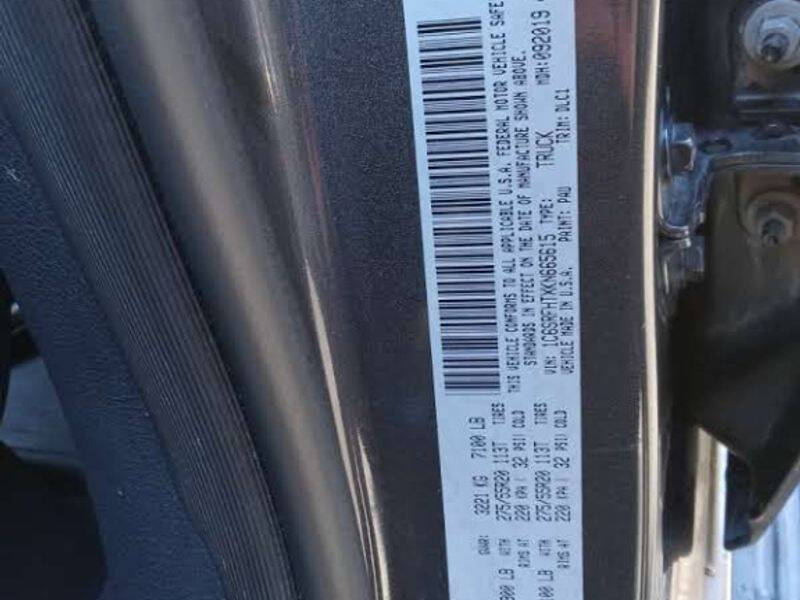 GVWR: 3221 KG 7100 LB
WITH 275/55R20 113T TIRES
RIMS AT 220 KPA / 32 PSI COLD
WITH 275/55R20 113T TIRES
RIMS AT 220 KPA / 32 PSI COLD
THIS VEHICLE CONFORMS TO ALL APPLICABLE U.S.A. FEDERAL MOTOR VEHICLE SAFE
STANDARDS IN EFFECT ON THE DATE OF MANUFACTURE SHOWN ABOVE.
VIN: 1C6SRFHTXKN665615 TYPE: TRUCK MDH:092019
VEHICLE MADE IN U.S.A. PAINT: PAU TRIM: DLC1